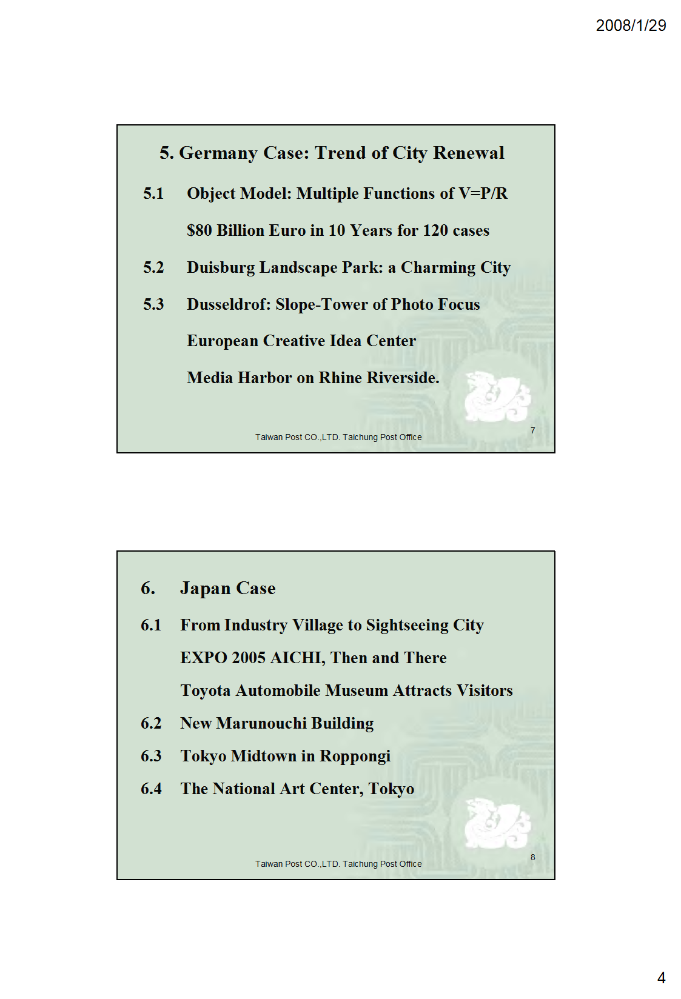 2008/1/29
5. Germany Case: Trend of City Renewal
5.1 Object Model: Multiple Functions of V=P/R
$80 Billion Euro in 10 Years for 120 cases
5.2 Duisburg Landscape Park: a Charming City
5.3 Dusseldrof: Slope-Tower of Photo Focus
European Creative Idea Center
Media Harbor on Rhine Riverside.
7
Taiwan Post CO.,LTD. Taichung Post Office
6. Japan Case
6.1 From Industry Village to Sightseeing City
EXPO 2005 AICHI, Then and There
Toyota Automobile Museum Attracts Visitors
6.2 New Marunouchi Building
6.3 Tokyo Midtown in Roppongi
6.4 The National Art Center, Tokyo
8
Taiwan Post CO.,LTD. Taichung Post Office
4